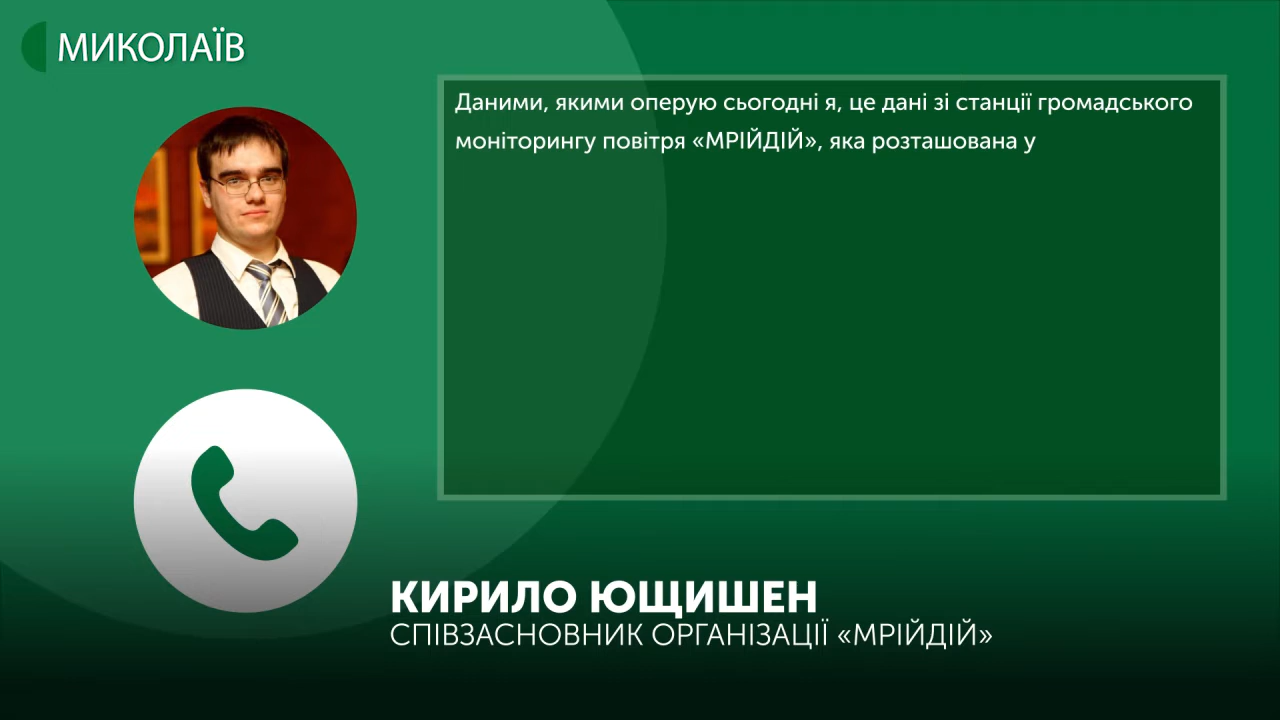 МИКОЛАЇВ
Даними, якими оперую сьогодні я, це дані зі станції громадського
моніторингу повітря «МРІЙДІЙ», яка розташована у
КИРИЛО ЮЩИШЕН
СПІВЗАСНОВНИК ОРГАНІЗАЦІЇ «МРІЙДІЙ»